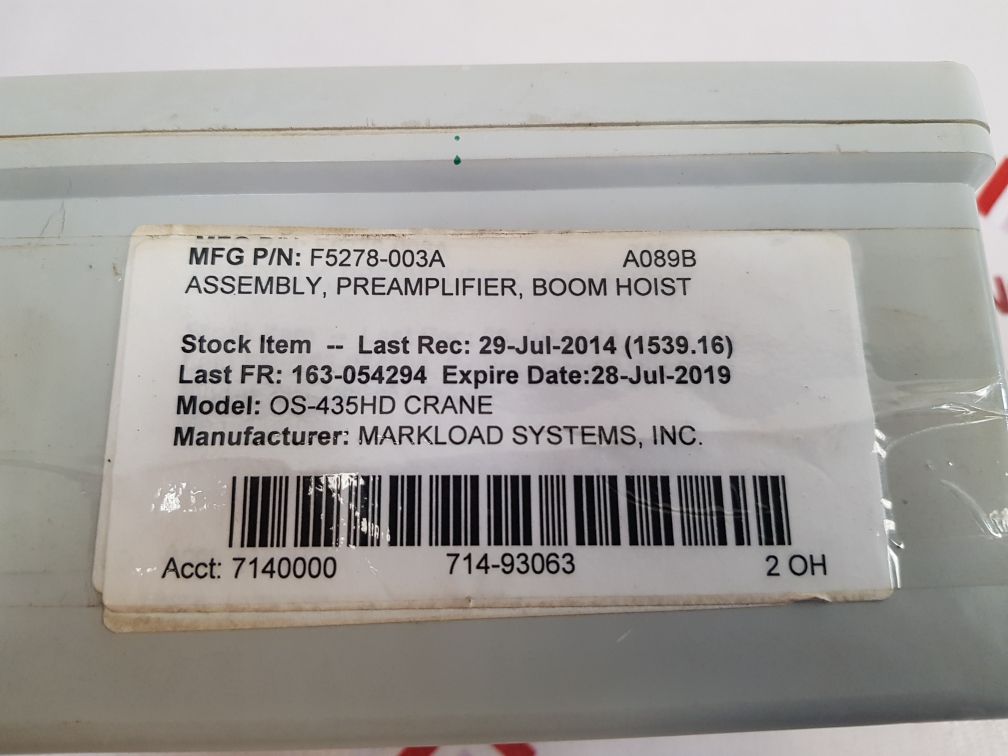 MFG P/N: F5278-003A A089B
ASSEMBLY, PREAMPLIFIER, BOOM HOIST
Stock Item -- Last Rec: 29-Jul-2014 (1539.16)
Last FR: 163-054294 Expire Date:28-Jul-2019
Model: OS-435HD CRANE
Manufacturer: MARKLOAD SYSTEMS, INC.
Acct: 7140000 714-93063 2 OH